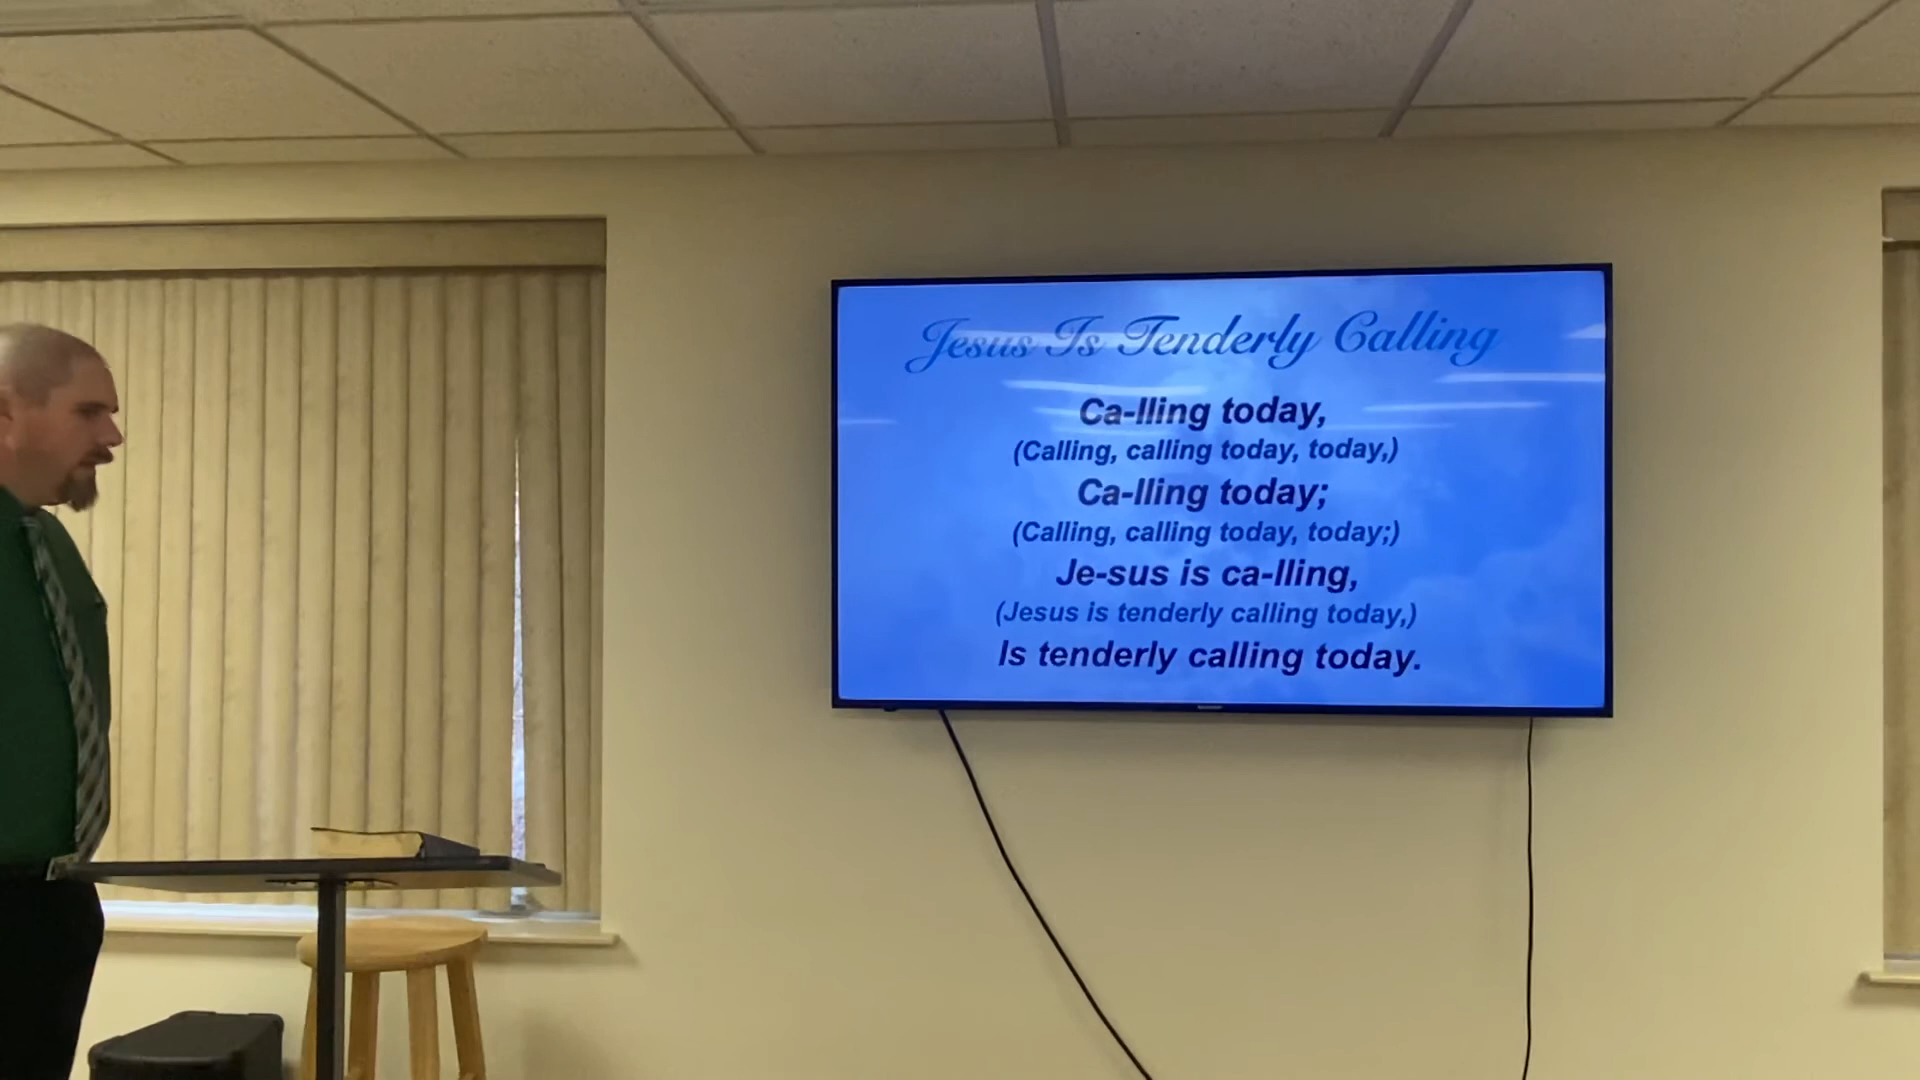 Jesus Is Tenderly Calling
Ca-lling today,
(Calling, calling today, today,)
Ca-lling today;
(Calling, calling today, today;)
Je-sus is ca-lling,
(Jesus is tenderly calling today,)
Is tenderly calling today.